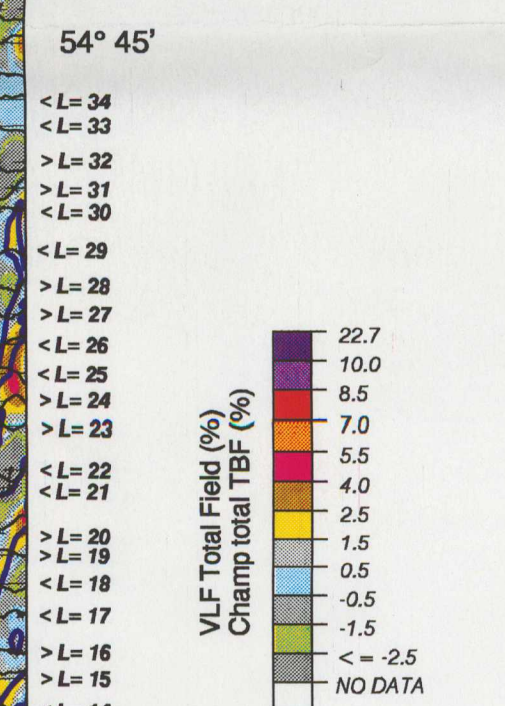 54° 45'
< L= 34
< L= 33
> L= 32
> L= 31
< L= 30
< L= 29
> L= 28
> L= 27
< L= 26
< L= 25
> L= 24
> L= 23
< L= 22
< L= 21
> L= 20
> L= 19
< L= 18
< L= 17
> L= 16
> L= 15
VLF Total Field (%)
Champ total TBF (%)
22.7
10.0
8.5
7.0
5.5
4.0
2.5
1.5
0.5
-0.5
-1.5
< = -2.5
NO DATA